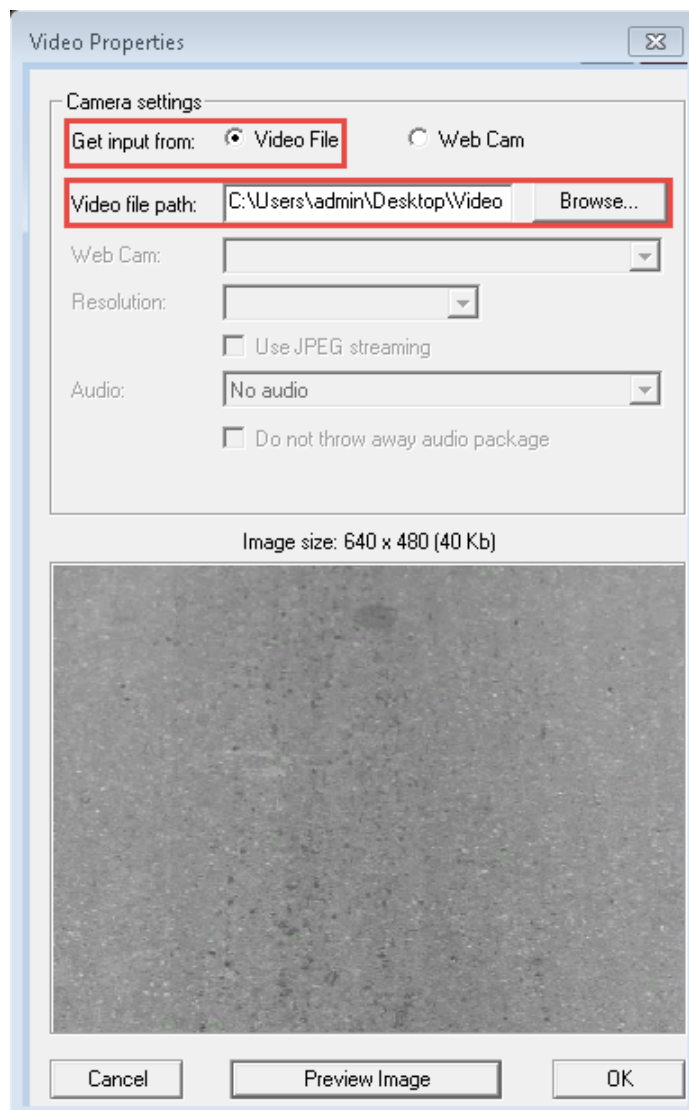 Video Properties
Camera settings
Get input from: Video File Web Cam
Video file path: C:\Users\admin\Desktop\Video Browse...
Web Cam:
Resolution:
Use JPEG streaming
Audio: No audio
Do not throw away audio package
Image size: 640 x 480 (40 Kb)
Cancel Preview Image OK